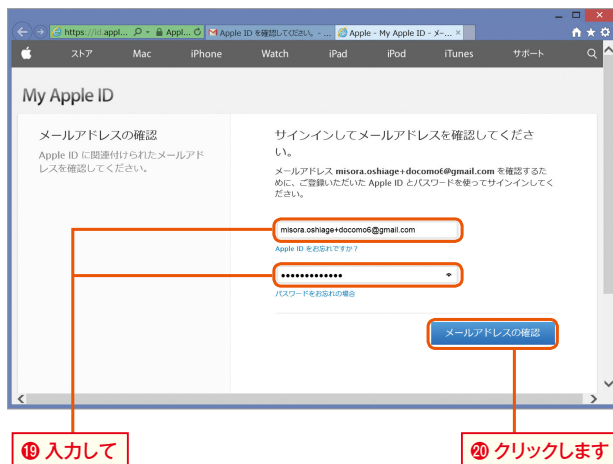 https://id.appl...
Appl...
Apple ID を確認してください。 - ...
Apple - My Apple ID - メー...
ストア Mac iPhone Watch iPad iPod iTunes サポート
My Apple ID
メールアドレスの確認
Apple ID に関連付けられたメールアド
レスを確認してください。
サインインしてメールアドレスを確認してくださ
い。
メールアドレス misora.oshiage+docomo6@gmail.com を確認するた
めに、ご登録いただいた Apple ID とパスワードを使ってサインインしてく
ださい。
misora.oshiage+docomo6@gmail.com
Apple ID をお忘れですか？
•••••••••••••
パスワードをお忘れの場合
メールアドレスの確認
⑲ 入力して
⑳ クリックします